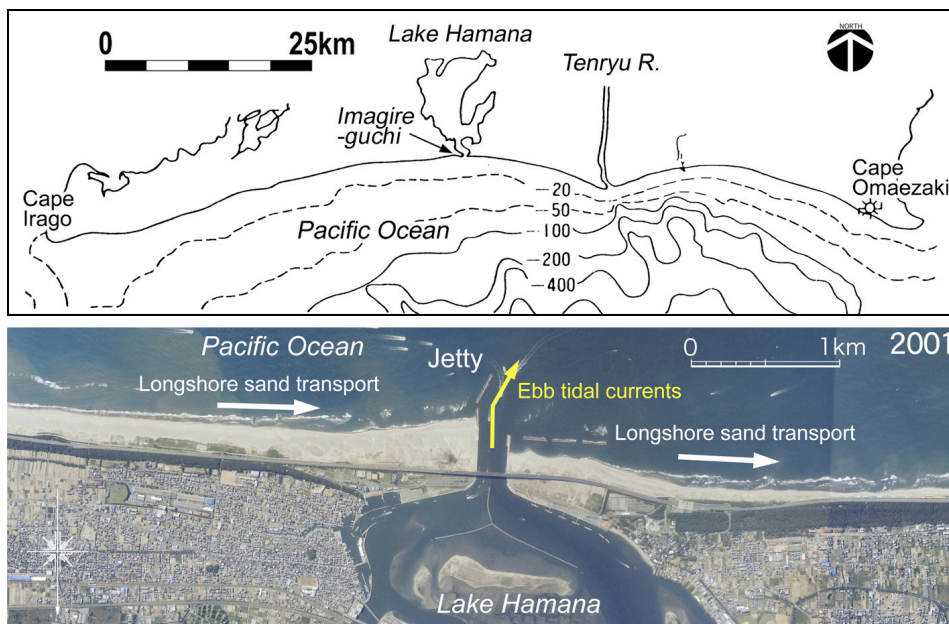 0
25km
Lake Hamana
NORTH
Tenryu R.
Imagire
-guchi
Cape
Irago
Cape
Omaezaki
Pacific Ocean
—20
—50
—100
—200
—400
Pacific Ocean
Jetty
0
1km
2001
Longshore sand transport
Ebb tidal currents
Longshore sand transport
Lake Hamana